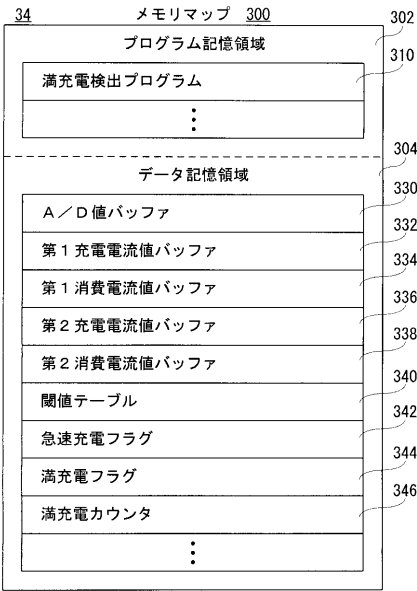 34 メモリマップ 300
302
プログラム記憶領域
310
満充電検出プログラム
⋮
304
データ記憶領域
330
A／D値バッファ
332
第1充電電流値バッファ
334
第1消費電流値バッファ
336
第2充電電流値バッファ
338
第2消費電流値バッファ
340
閾値テーブル
342
急速充電フラグ
344
満充電フラグ
346
満充電カウンタ
⋮